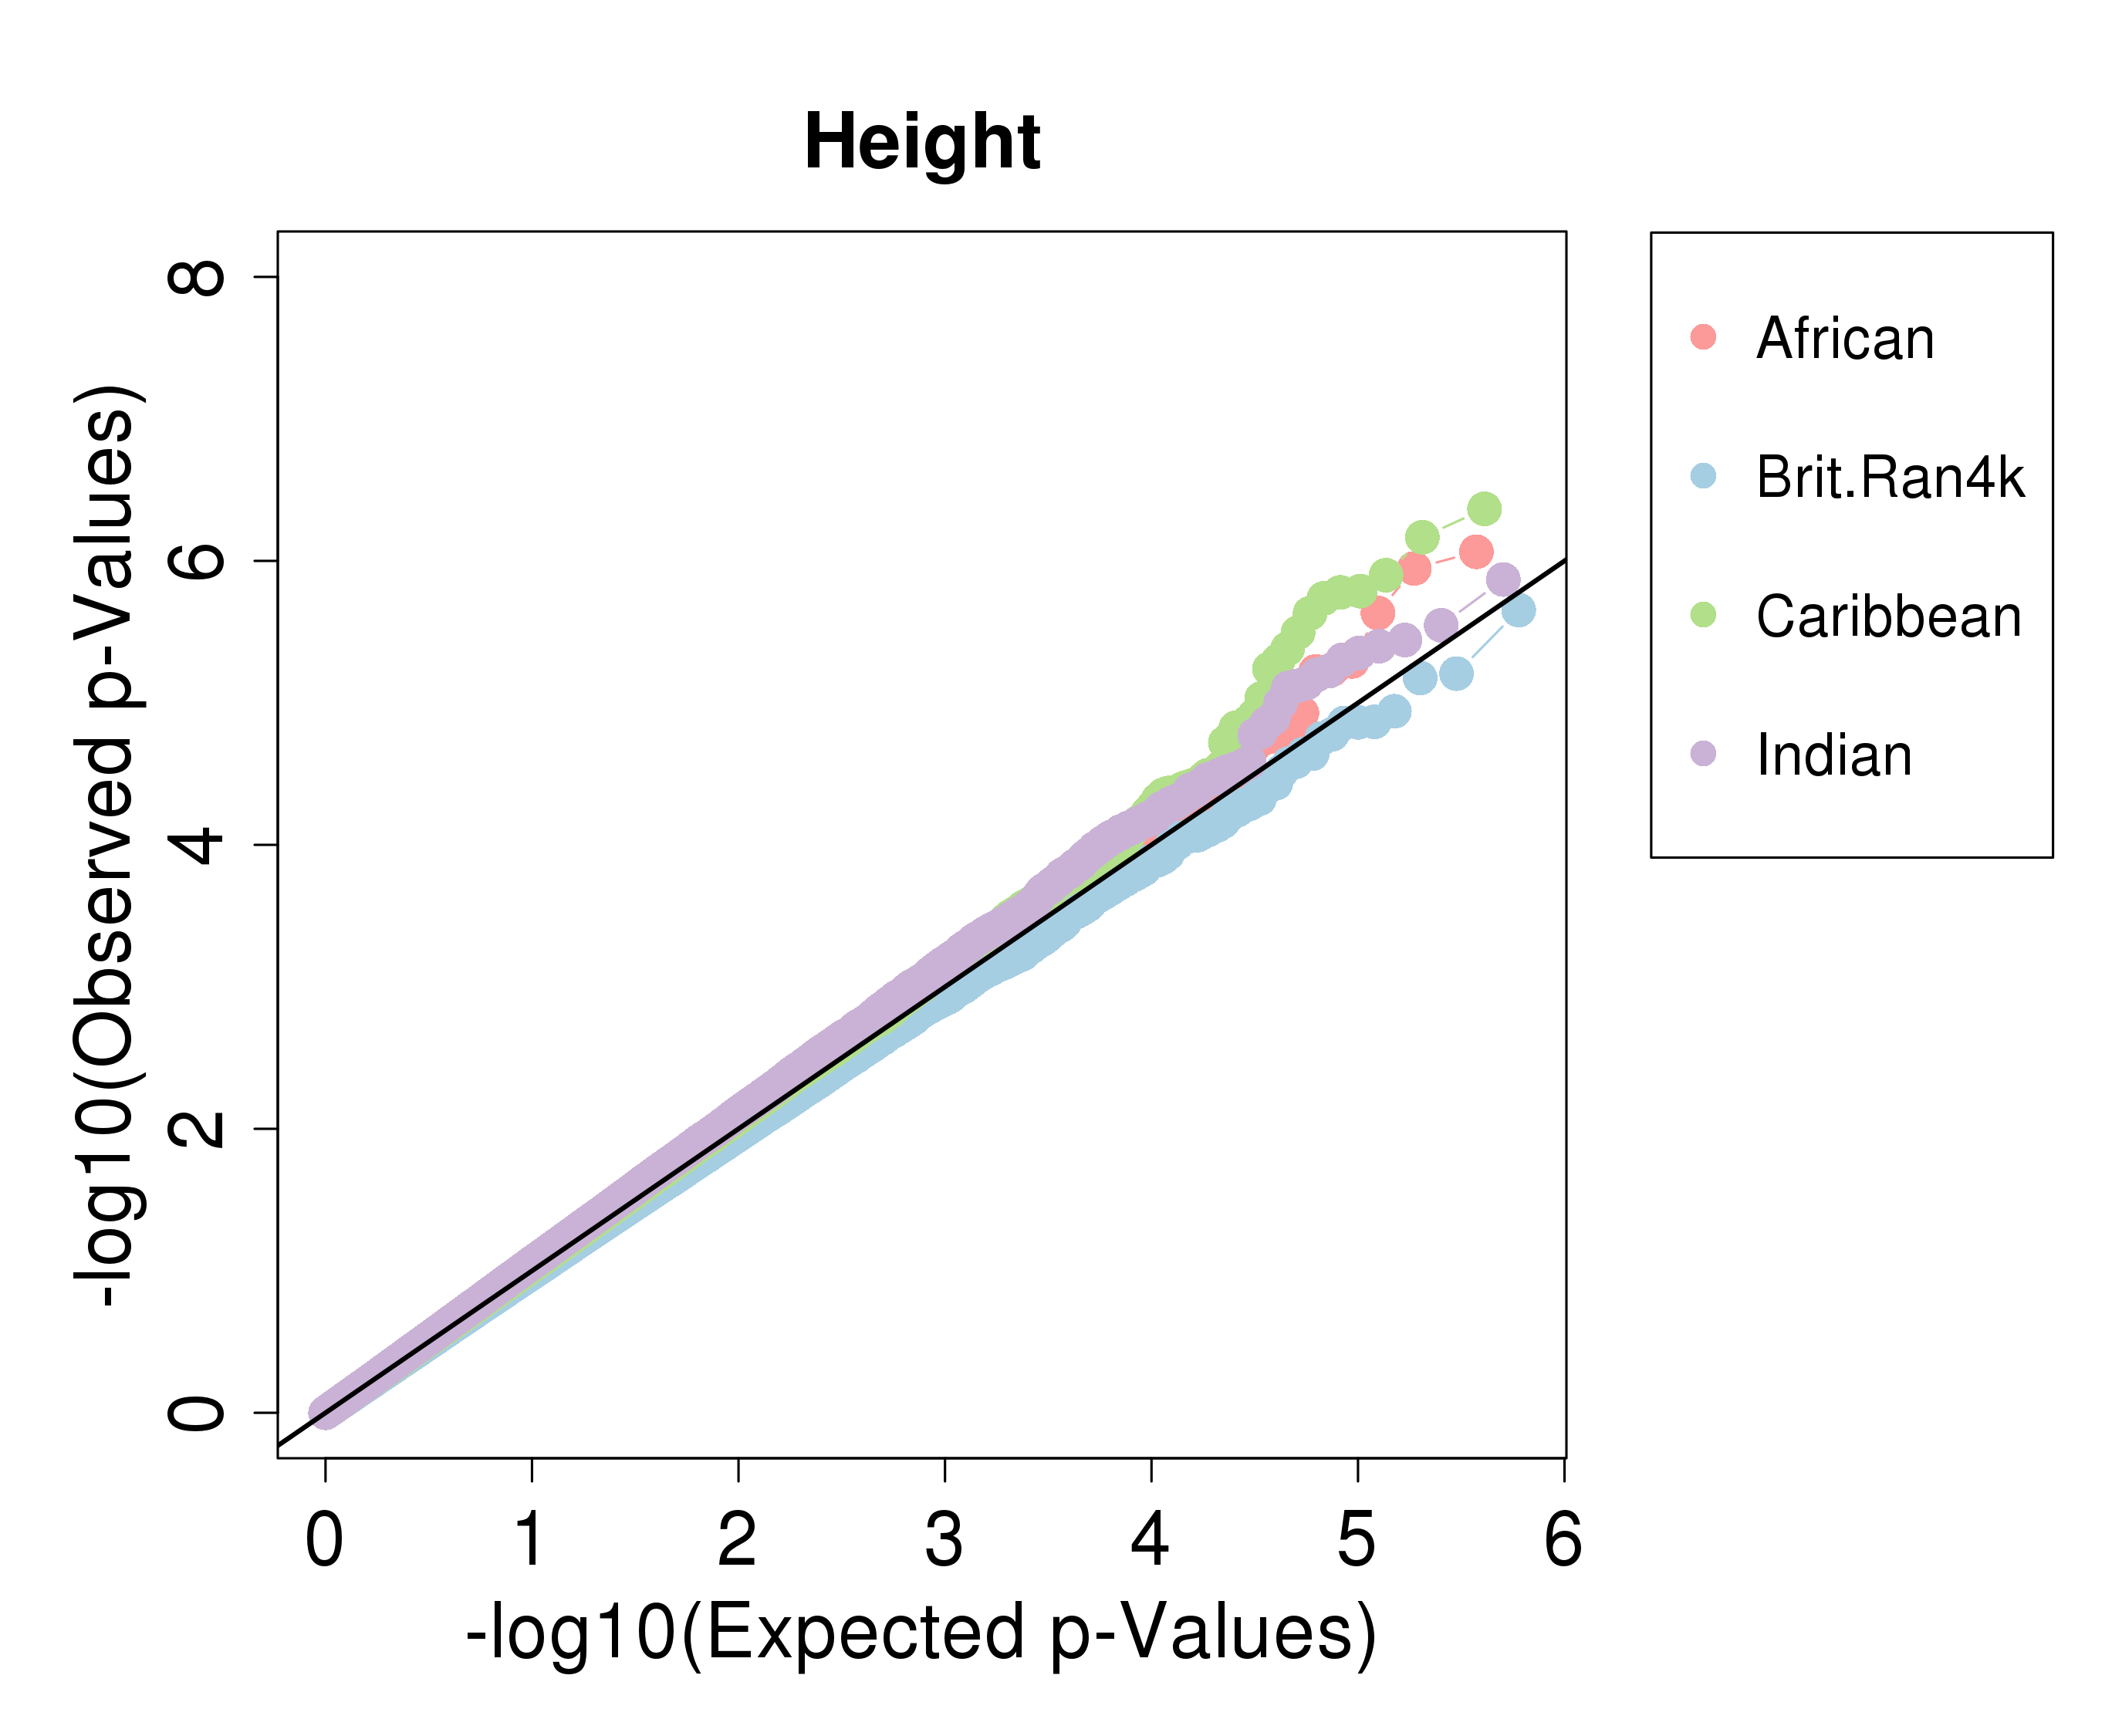 Height
-log10(Observed p-Values)
8
6
4
2
0
0 1 2 3 4 5 6
-log10(Expected p-Values)
African
Brit.Ran4k
Caribbean
Indian